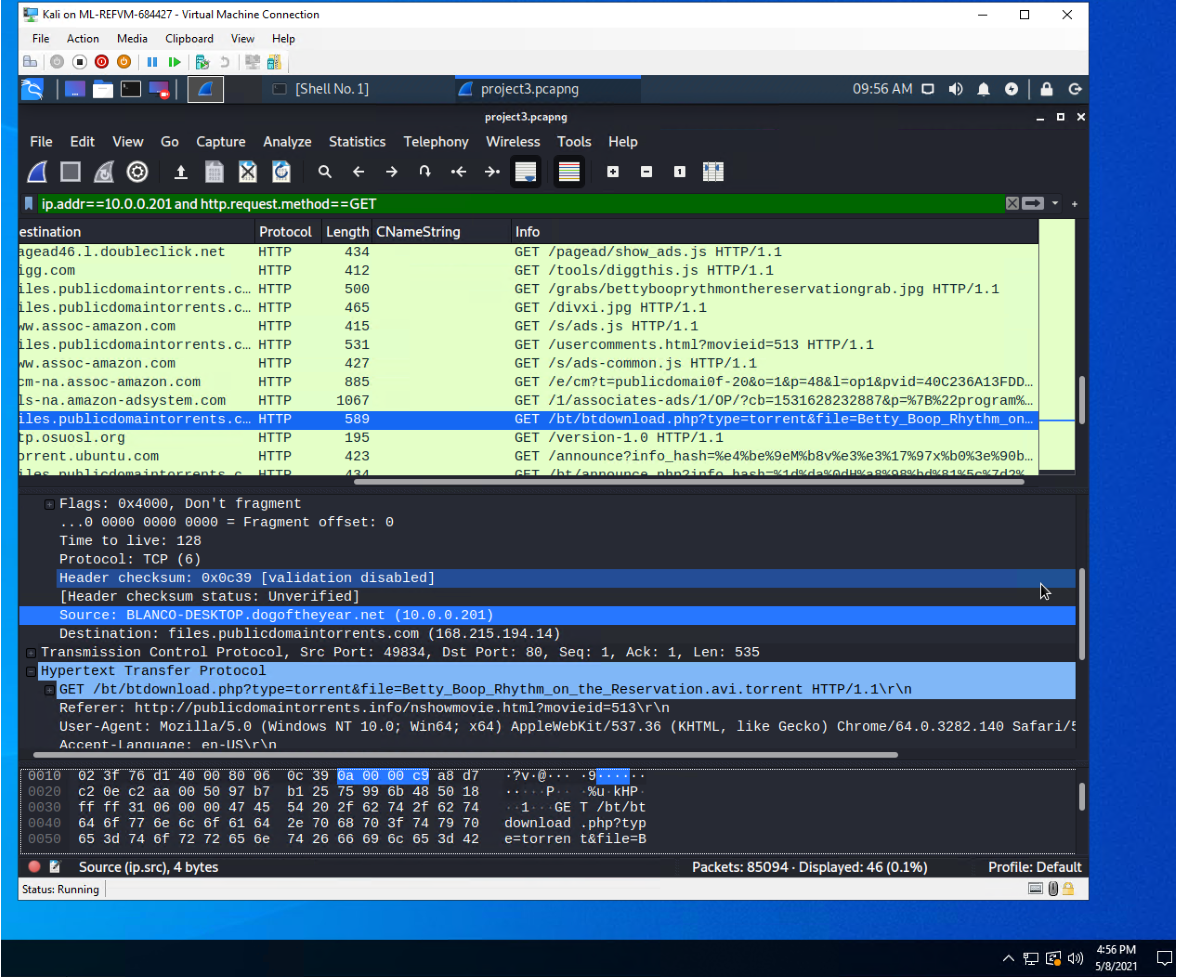 Kali on ML-REFVM-684427 - Virtual Machine Connection
File Action Media Clipboard View Help
[Shell No. 1] project3.pcapng 09:56 AM
project3.pcapng
File Edit View Go Capture Analyze Statistics Telephony Wireless Tools Help
ip.addr==10.0.0.201 and http.request.method==GET
estination Protocol Length CNameString Info
agead46.l.doubleclick.net HTTP 434 GET /pagead/show_ads.js HTTP/1.1
igg.com HTTP 412 GET /tools/diggthis.js HTTP/1.1
iles.publicdomaintorrents.c… HTTP 500 GET /grabs/bettybooprythmonthereservationgrab.jpg HTTP/1.1
iles.publicdomaintorrents.c… HTTP 465 GET /divxi.jpg HTTP/1.1
ww.assoc-amazon.com HTTP 415 GET /s/ads.js HTTP/1.1
iles.publicdomaintorrents.c… HTTP 531 GET /usercomments.html?movieid=513 HTTP/1.1
ww.assoc-amazon.com HTTP 427 GET /s/ads-common.js HTTP/1.1
cm-na.assoc-amazon.com HTTP 885 GET /e/cm?t=publicdomai0f-20&o=1&p=48&l=op1&pvid=40C236A13FDD…
ls-na.amazon-adsystem.com HTTP 1067 GET /1/associates-ads/1/OP/?cb=1531628232887&p=%7B%22program%…
iles.publicdomaintorrents.c… HTTP 589 GET /bt/btdownload.php?type=torrent&file=Betty_Boop_Rhythm_on…
tp.osuosl.org HTTP 195 GET /version-1.0 HTTP/1.1
orrent.ubuntu.com HTTP 423 GET /announce?info_hash=%e4%be%9eM%b8v%e3%e3%17%97x%b0%3e%90b…
iles.publicdomaintorrents.c… HTTP 434 GET /bt/announce.php?info_hash=%1d%da%0dH%a8%98%bd%81%5c%7d2%
Flags: 0x4000, Don't fragment
...0 0000 0000 0000 = Fragment offset: 0
Time to live: 128
Protocol: TCP (6)
Header checksum: 0x0c39 [validation disabled]
[Header checksum status: Unverified]
Source: BLANCO-DESKTOP.dogoftheyear.net (10.0.0.201)
Destination: files.publicdomaintorrents.com (168.215.194.14)
Transmission Control Protocol, Src Port: 49834, Dst Port: 80, Seq: 1, Ack: 1, Len: 535
Hypertext Transfer Protocol
GET /bt/btdownload.php?type=torrent&file=Betty_Boop_Rhythm_on_the_Reservation.avi.torrent HTTP/1.1\r\n
Referer: http://publicdomaintorrents.info/nshowmovie.html?movieid=513\r\n
User-Agent: Mozilla/5.0 (Windows NT 10.0; Win64; x64) AppleWebKit/537.36 (KHTML, like Gecko) Chrome/64.0.3282.140 Safari/5
Accept-Language: en-US\r\n
0010 02 3f 76 d1 40 00 80 06 0c 39 0a 00 00 c9 a8 d7 ·?v·@··· ·9······
0020 c2 0e c2 aa 00 50 97 b7 b1 25 75 99 6b 48 50 18 ·····P·· ·%u·kHP·
0030 ff ff 31 06 00 00 47 45 54 20 2f 62 74 2f 62 74 ··1···GE T /bt/bt
0040 64 6f 77 6e 6c 6f 61 64 2e 70 68 70 3f 74 79 70 download .php?typ
0050 65 3d 74 6f 72 72 65 6e 74 26 66 69 6c 65 3d 42 e=torren t&file=B
Source (ip.src), 4 bytes Packets: 85094 · Displayed: 46 (0.1%) Profile: Default
Status: Running
4:56 PM
5/8/2021